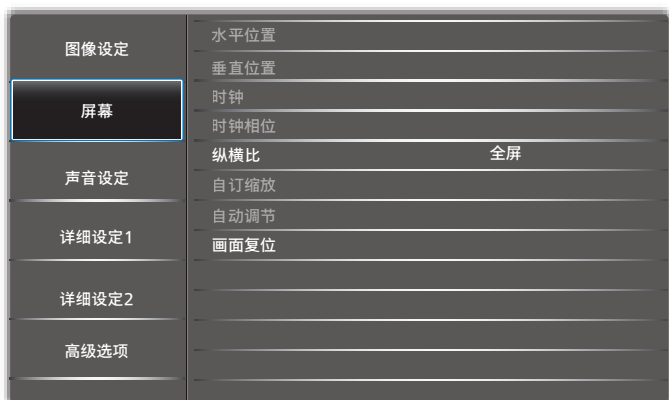 图像设定
屏幕
声音设定
详细设定1
详细设定2
高级选项
水平位置
垂直位置
时钟
时钟相位
纵横比 全屏
自订缩放
自动调节
画面复位